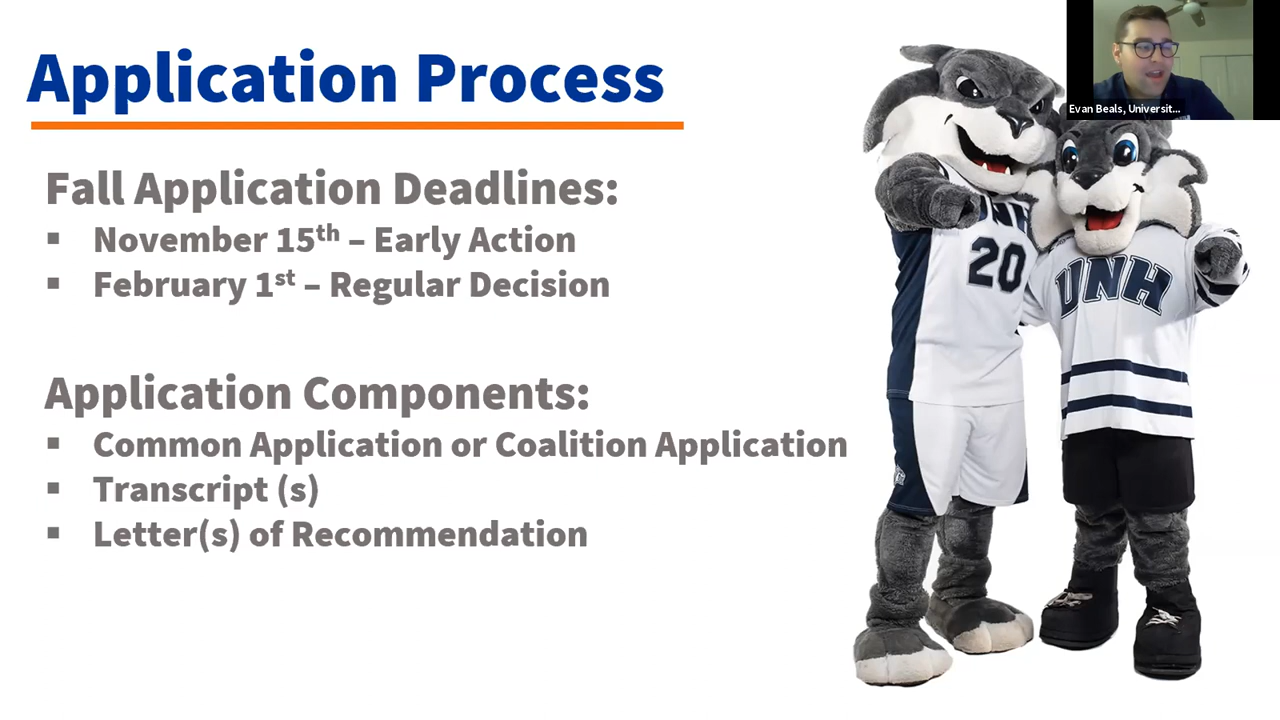 Application Process
Evan Beals, Universit...
Fall Application Deadlines:
▪ November 15th – Early Action
▪ February 1st – Regular Decision
Application Components:
▪ Common Application or Coalition Application
▪ Transcript (s)
▪ Letter(s) of Recommendation
UNH
20
UNH